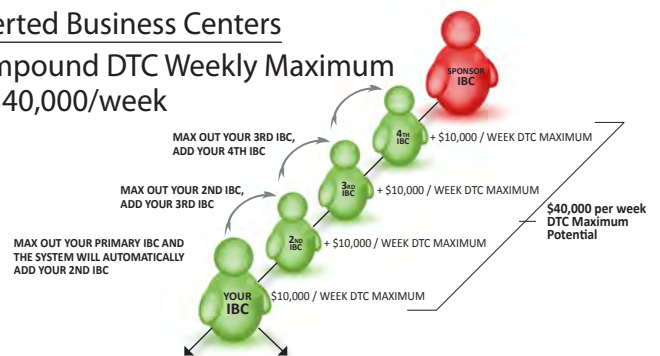 erted Business Centers
mpound DTC Weekly Maximum
40,000/week
SPONSOR
IBC
MAX OUT YOUR 3RD IBC,
ADD YOUR 4TH IBC
4TH
IBC
+ $10,000 / WEEK DTC MAXIMUM
MAX OUT YOUR 2ND IBC,
ADD YOUR 3RD IBC
3RD
IBC
+ $10,000 / WEEK DTC MAXIMUM
$40,000 per week
DTC Maximum
Potential
MAX OUT YOUR PRIMARY IBC AND
THE SYSTEM WILL AUTOMATICALLY
ADD YOUR 2ND IBC
2ND
IBC
+ $10,000 / WEEK DTC MAXIMUM
YOUR
IBC
$10,000 / WEEK DTC MAXIMUM